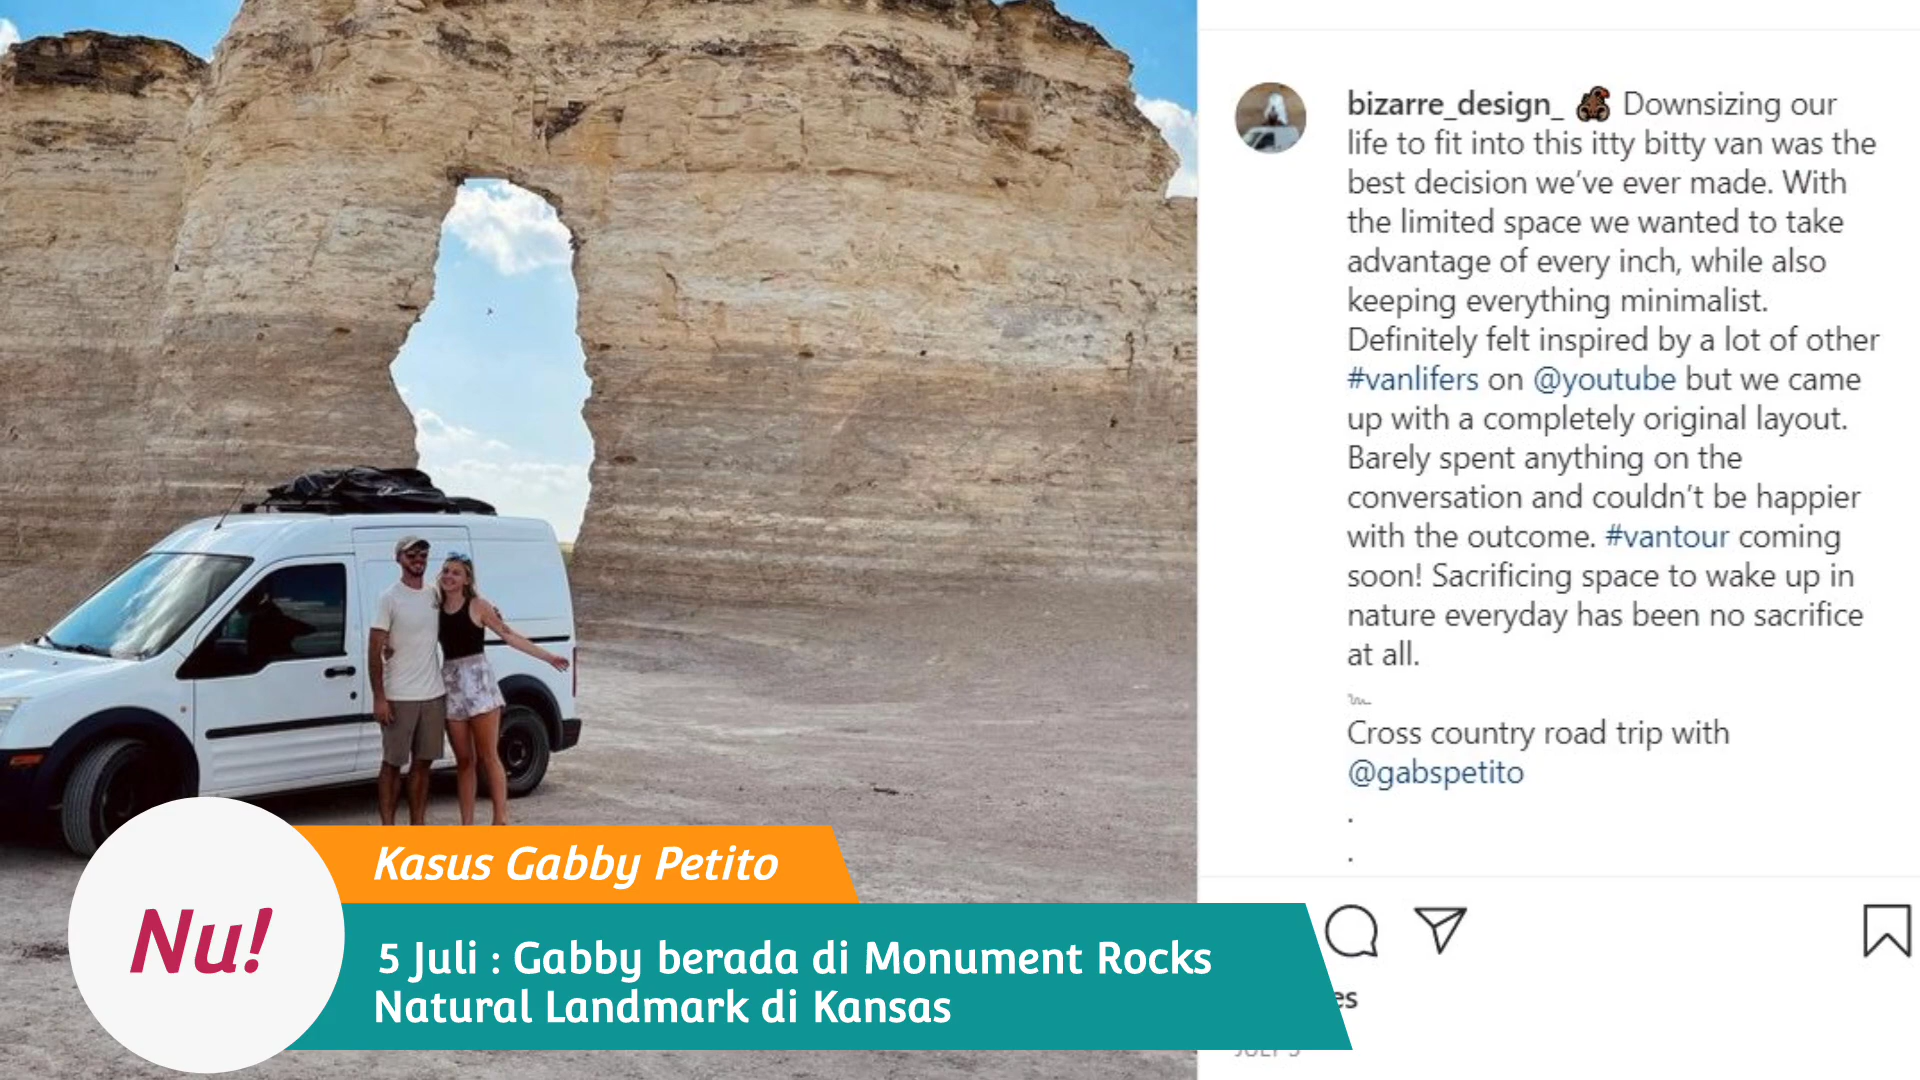 bizarre_design_ Downsizing our
life to fit into this itty bitty van was the
best decision we've ever made. With
the limited space we wanted to take
advantage of every inch, while also
keeping everything minimalist.
Definitely felt inspired by a lot of other
#vanlifers on @youtube but we came
up with a completely original layout.
Barely spent anything on the
conversation and couldn't be happier
with the outcome. #vantour coming
soon! Sacrificing space to wake up in
nature everyday has been no sacrifice
at all.
Cross country road trip with
@gabspetito
.
.
Kasus Gabby Petito
Nu!
5 Juli : Gabby berada di Monument Rocks
Natural Landmark di Kansas